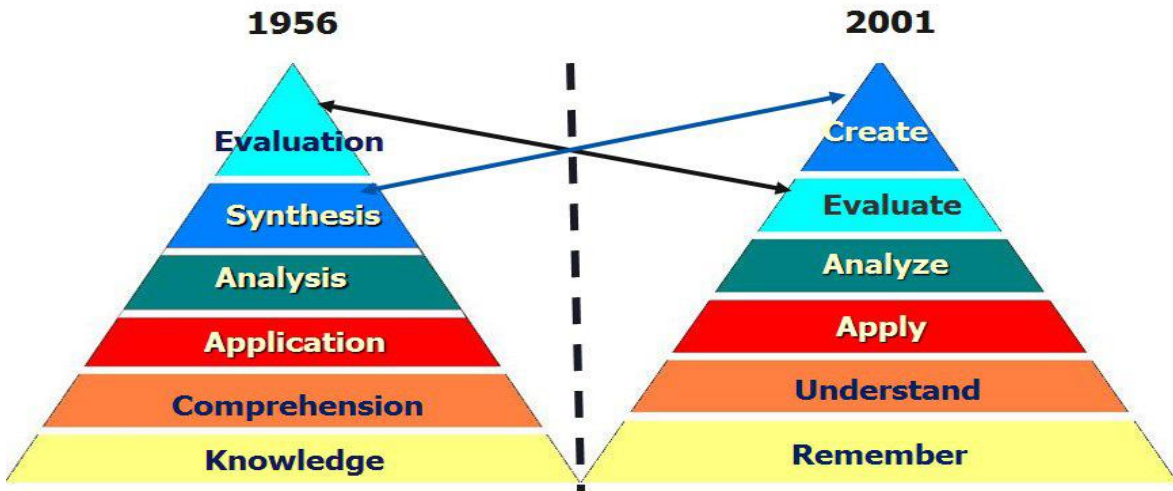 1956
Evaluation
Synthesis
Analysis
Application
Comprehension
Knowledge
2001
Create
Evaluate
Analyze
Apply
Understand
Remember